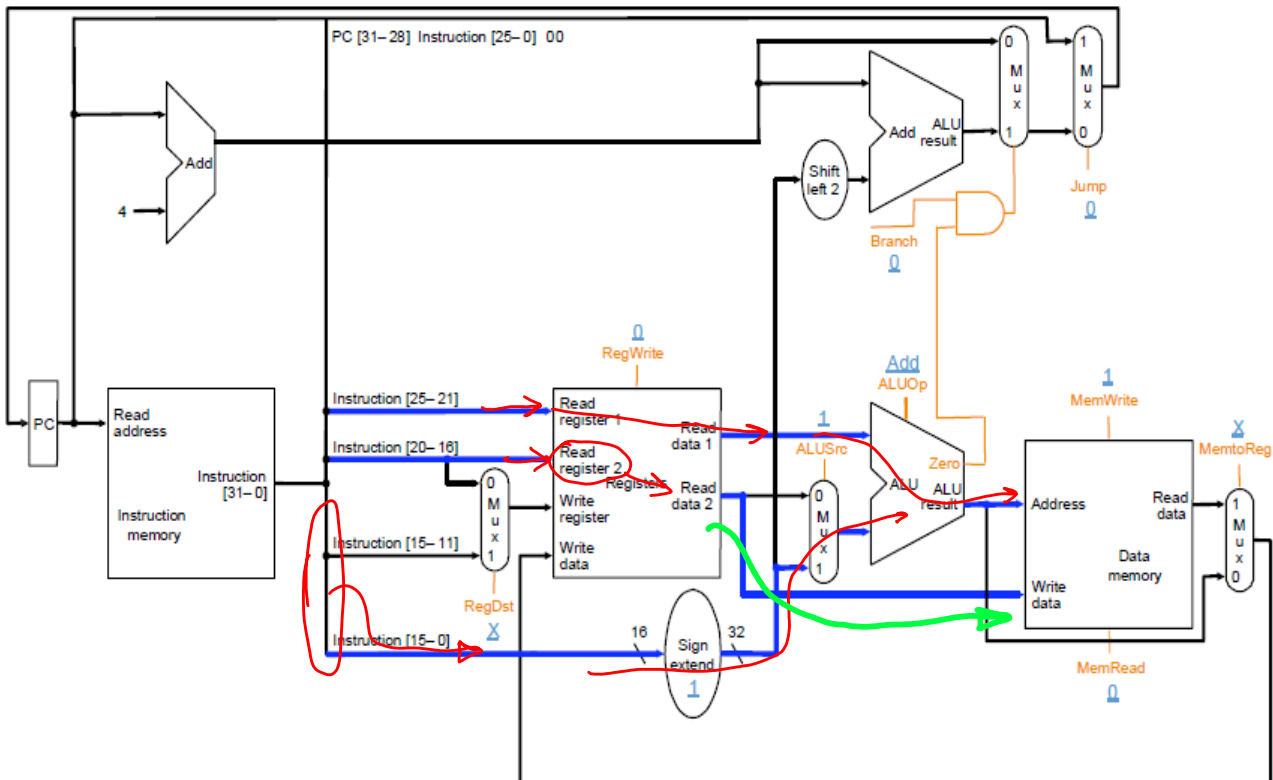 PC [31–28] Instruction [25–0] 00
0
M
u
x
1
1
M
u
x
0
Add
4
Add
ALU
result
Shift
left 2
Jump
0
Branch
0
0
RegWrite
Add
ALUOp
1
MemWrite
X
MemtoReg
PC
Read
address
Instruction
[31–0]
Instruction
memory
Instruction [25–21]
Instruction [20–16]
Instruction [15–11]
Instruction [15–0]
0
M
u
x
1
RegDst
X
Read
register 1
Read
register 2
Registers
Write
register
Write
data
Read
data 1
Read
data 2
1
ALUSrc
0
M
u
x
1
Zero
ALU
ALU
result
Address
Read
data
Data
memory
Write
data
1
M
u
x
0
16
Sign
extend
1
32
MemRead
0